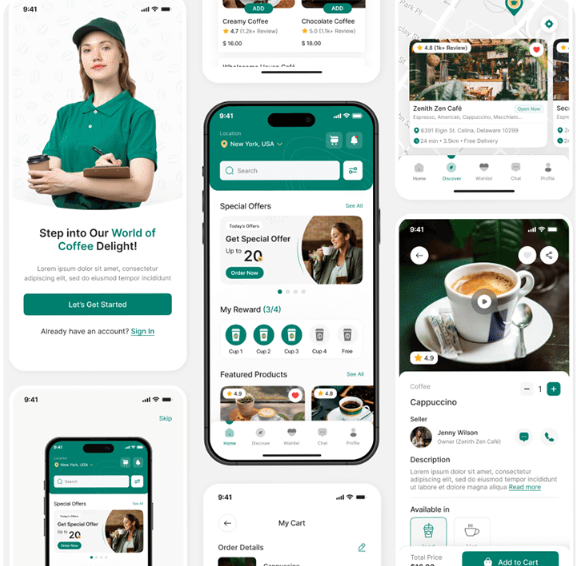 9:41
Step into Our World of
Coffee Delight!
Lorem ipsum dolor sit amet, consectetur
adipiscing elit, sed do eiusmod tempor incididunt
Let's Get Started
Already have an account? Sign In
9:41
Skip
Location
New York, USA
Search
Special Offers
See All
Today's Offers
Get Special Offer
Up to 20
Order Now
ADD
ADD
Creamy Coffee
Chocolate Coffee
4.7 (1.2k+ Review)
5.0 (1.1k+ Review)
$ 16.00
$ 18.00
9:41
Location
New York, USA
Search
Special Offers
See All
Today's Offers
Get Special Offer
Up to 20
Order Now
My Reward (3/4)
Cup 1
Cup 2
Cup 3
Cup 4
Free
Featured Products
See All
4.9
4.8
Home
Discover
Wishlist
Chat
Profile
9:41
My Cart
Order Details
Cappuccino
4.8 (1k+ Review)
Zenith Zen Café
Open Now
Espresso, Americano, Cappuccino, Macchiato...
6391 Elgin St. Celina, Delaware 10299
24 min • 3.5km • Free Delivery
Home
Discover
Wishlist
Chat
Profile
9:41
4.9
Coffee
1
Cappuccino
Seller
Jenny Wilson
Owner (Zenith Zen Café)
Description
Lorem ipsum dolor sit amet, consectetur
adipiscing elit, sed do eiusmod tempor incididunt
ut labore et dolore magna aliqua Read more
Available in
Total Price
Add to Cart